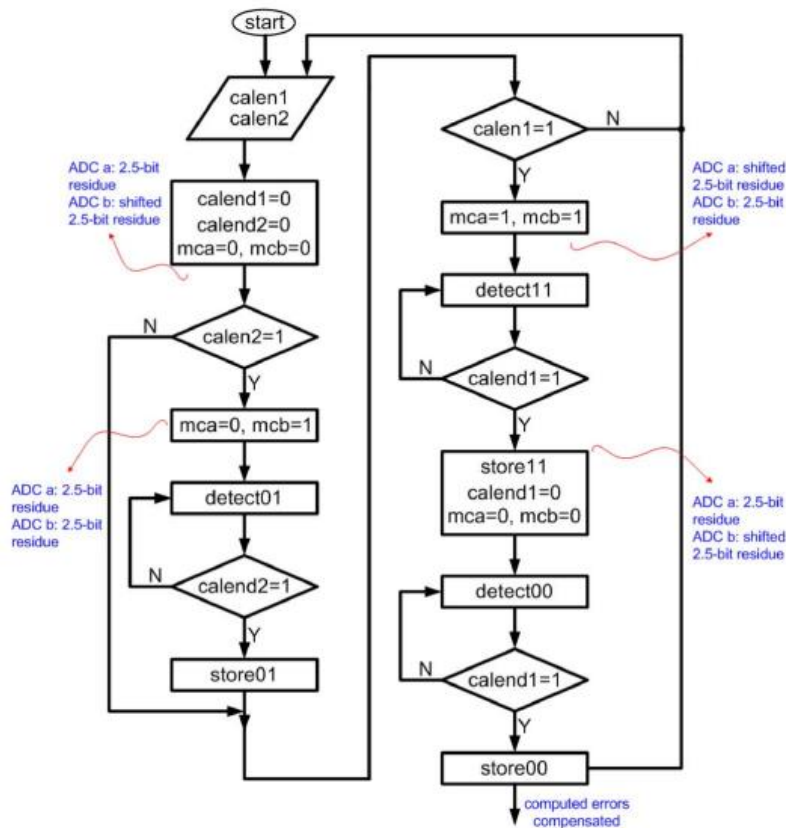 start
calen1
calen2
ADC a: 2.5-bit
residue
ADC b: shifted
2.5-bit residue
calend1=0
calend2=0
mca=0, mcb=0
N
calen2=1
Y
mca=0, mcb=1
ADC a: 2.5-bit
residue
ADC b: 2.5-bit
residue
detect01
N
calend2=1
Y
store01
calen1=1
N
Y
ADC a: shifted
2.5-bit residue
ADC b: 2.5-bit
residue
mca=1, mcb=1
detect11
N
calend1=1
Y
store11
calend1=0
mca=0, mcb=0
ADC a: 2.5-bit
residue
ADC b: shifted
2.5-bit residue
detect00
N
calend1=1
Y
store00
computed errors
compensated